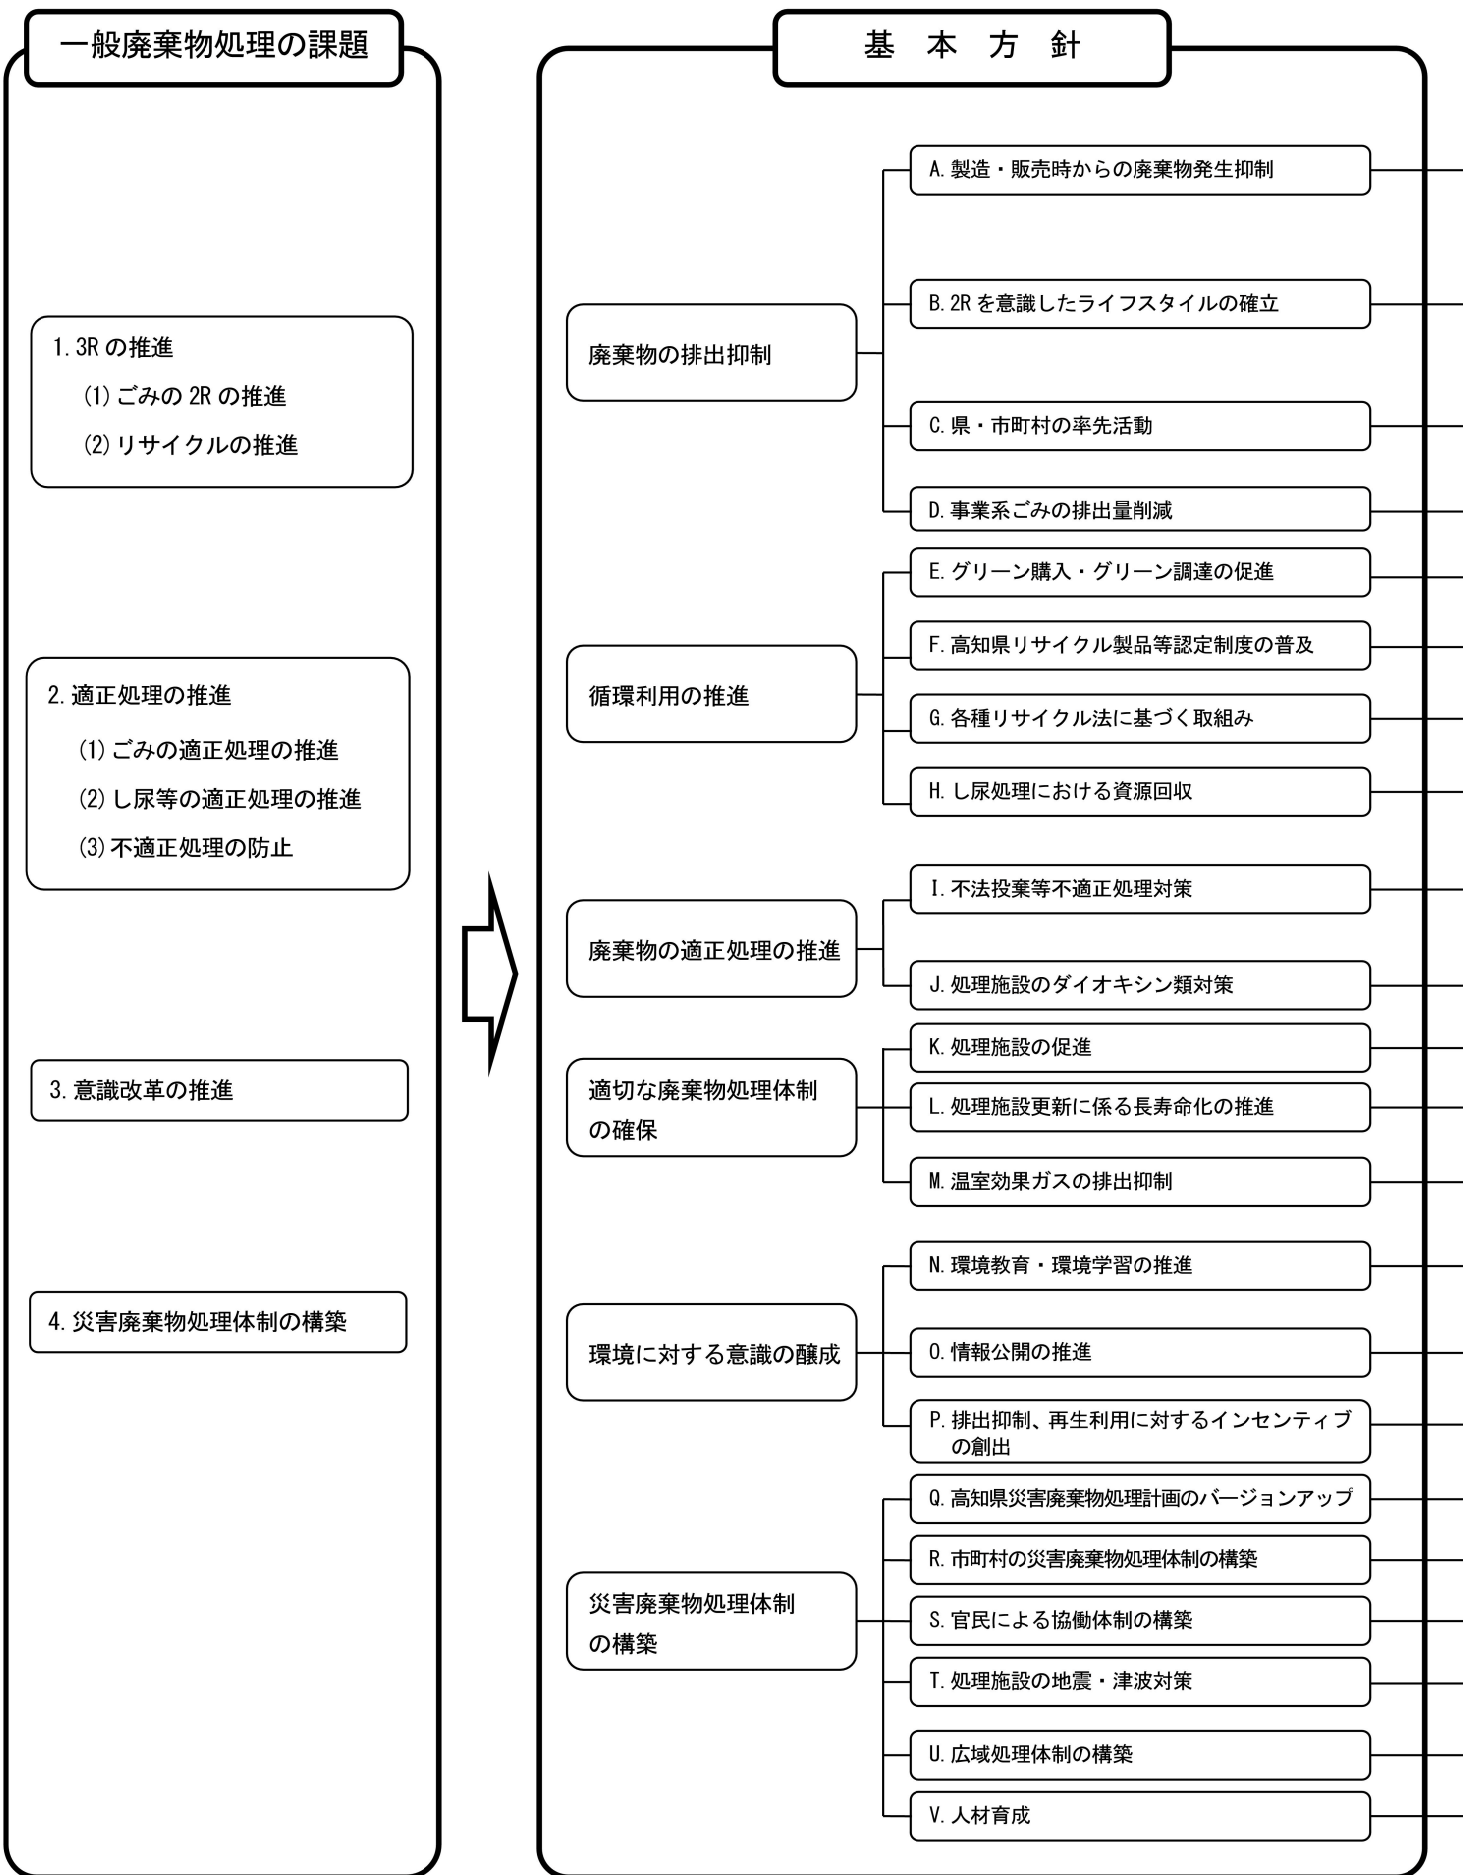 一般廃棄物処理の課題
1. 3Rの推進
(1)ごみの2Rの推進
(2)リサイクルの推進
2. 適正処理の推進
(1)ごみの適正処理の推進
(2)し尿等の適正処理の推進
(3)不適正処理の防止
3. 意識改革の推進
4. 災害廃棄物処理体制の構築
基 本 方 針
廃棄物の排出抑制
A. 製造・販売時からの廃棄物発生抑制
B. 2Rを意識したライフスタイルの確立
C. 県・市町村の率先活動
D. 事業系ごみの排出量削減
循環利用の推進
E. グリーン購入・グリーン調達の促進
F. 高知県リサイクル製品等認定制度の普及
G. 各種リサイクル法に基づく取組み
H. し尿処理における資源回収
廃棄物の適正処理の推進
I. 不法投棄等不適正処理対策
J. 処理施設のダイオキシン類対策
適切な廃棄物処理体制
の確保
K. 処理施設の促進
L. 処理施設更新に係る長寿命化の推進
M. 温室効果ガスの排出抑制
環境に対する意識の醸成
N. 環境教育・環境学習の推進
O. 情報公開の推進
P. 排出抑制、再生利用に対するインセンティブ
の創出
災害廃棄物処理体制
の構築
Q. 高知県災害廃棄物処理計画のバージョンアップ
R. 市町村の災害廃棄物処理体制の構築
S. 官民による協働体制の構築
T. 処理施設の地震・津波対策
U. 広域処理体制の構築
V. 人材育成